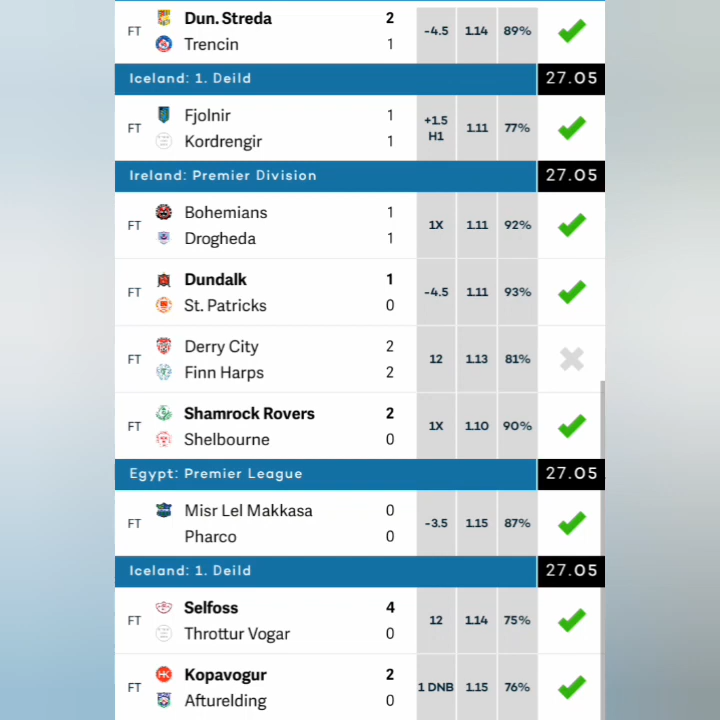 Dun. Streda 2
FT -4.5 1.14 89%
Trencin 1
Iceland: 1. Deild 27.05
Fjolnir 1
FT +1.5 H1 1.11 77%
Kordrengir 1
Ireland: Premier Division 27.05
Bohemians 1
FT 1X 1.11 92%
Drogheda 1
Dundalk 1
FT -4.5 1.11 93%
St. Patricks 0
Derry City 2
FT 12 1.13 81%
Finn Harps 2
Shamrock Rovers 2
FT 1X 1.10 90%
Shelbourne 0
Egypt: Premier League 27.05
Misr Lel Makkasa 0
FT -3.5 1.15 87%
Pharco 0
Iceland: 1. Deild 27.05
Selfoss 4
FT 12 1.14 75%
Throttur Vogar 0
Kopavogur 2
FT 1 DNB 1.15 76%
Afturelding 0